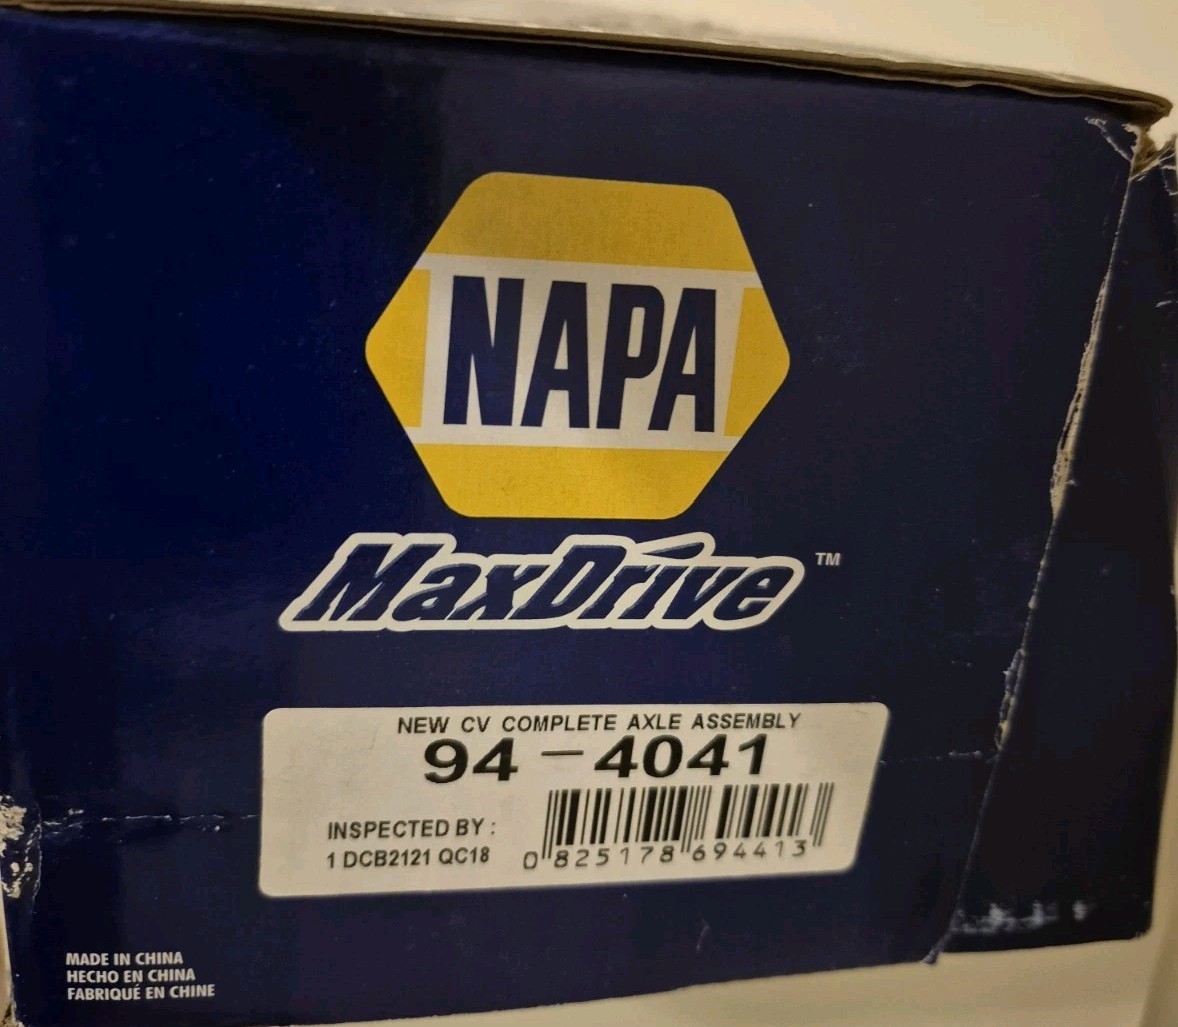 NAPA
MaxDrive™
NEW CV COMPLETE AXLE ASSEMBLY
94-4041
INSPECTED BY:
1 DCB2121 QC18
0 825178 694413
MADE IN CHINA
HECHO EN CHINA
FABRIQUÉ EN CHINE